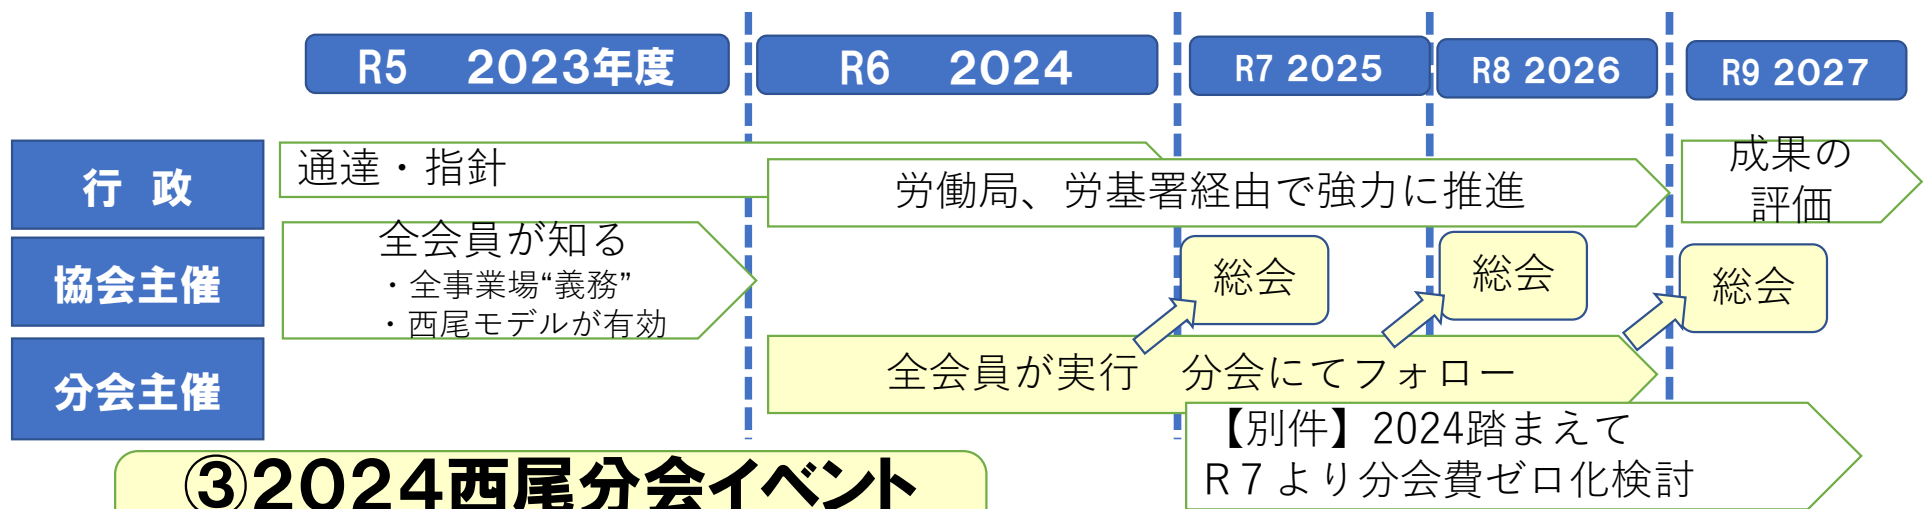 R5　2023年度
R6　2024
R7 2025
R8 2026
R9 2027
行 政
通達・指針
労働局、労基署経由で強力に推進
成果の
評価
協会主催
全会員が知る
・全事業場“義務”
・西尾モデルが有効
総会
総会
総会
分会主催
全会員が実行　分会にてフォロー
【別件】2024踏まえて
R７より分会費ゼロ化検討
③2024西尾分会イベント